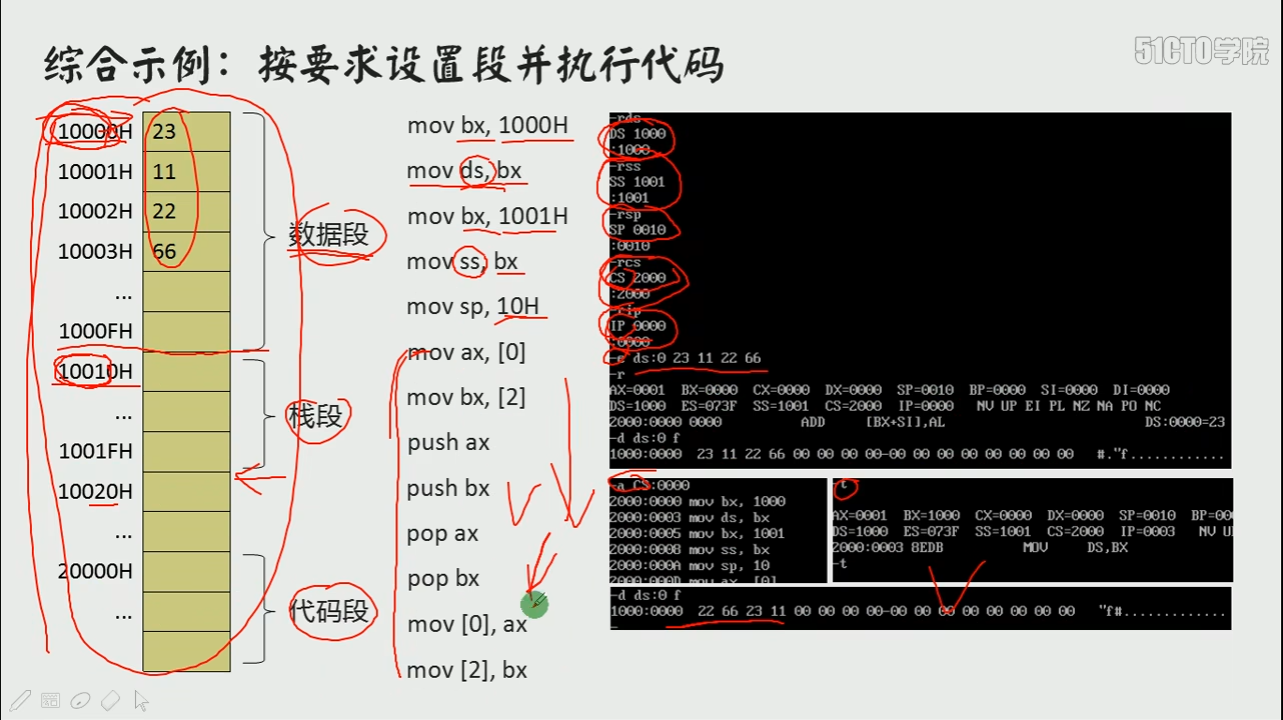 综合示例：按要求设置段并执行代码
51CTO学院
10000H 23
10001H 11
10002H 22
10003H 66
...
1000FH
10010H
...
1001FH
10020H
...
20000H
...
数据段
栈段
代码段
mov bx, 1000H
mov ds, bx
mov bx, 1001H
mov ss, bx
mov sp, 10H
mov ax, [0]
mov bx, [2]
push ax
push bx
pop ax
pop bx
mov [0], ax
mov [2], bx
-rds
DS 1000
:1000
-rss
SS 1001
:1001
-rsp
SP 0010
:0010
-rcs
CS 2000
:2000
-rip
IP 0000
:0000
-e ds:0 23 11 22 66
-r
AX=0001 BX=0000 CX=0000 DX=0000 SP=0010 BP=0000 SI=0000 DI=0000
DS=1000 ES=073F SS=1001 CS=2000 IP=0000 NV UP EI PL NZ NA PO NC
2000:0000 0000 ADD [BX+SI],AL DS:0000=23
-d ds:0 f
1000:0000 23 11 22 66 00 00 00 00-00 00 00 00 00 00 00 00 #."f............
-a CS:0000
2000:0000 mov bx, 1000
2000:0003 mov ds, bx
2000:0005 mov bx, 1001
2000:0008 mov ss, bx
2000:000A mov sp, 10
2000:000D mov ax, [0]
-t
AX=0001 BX=1000 CX=0000 DX=0000 SP=0010 BP=00
DS=1000 ES=073F SS=1001 CS=2000 IP=0003 NV U
2000:0003 8EDB MOV DS,BX
-t
-d ds:0 f
1000:0000 22 66 23 11 00 00 00 00-00 00 00 00 00 00 00 00 "f#.............
-